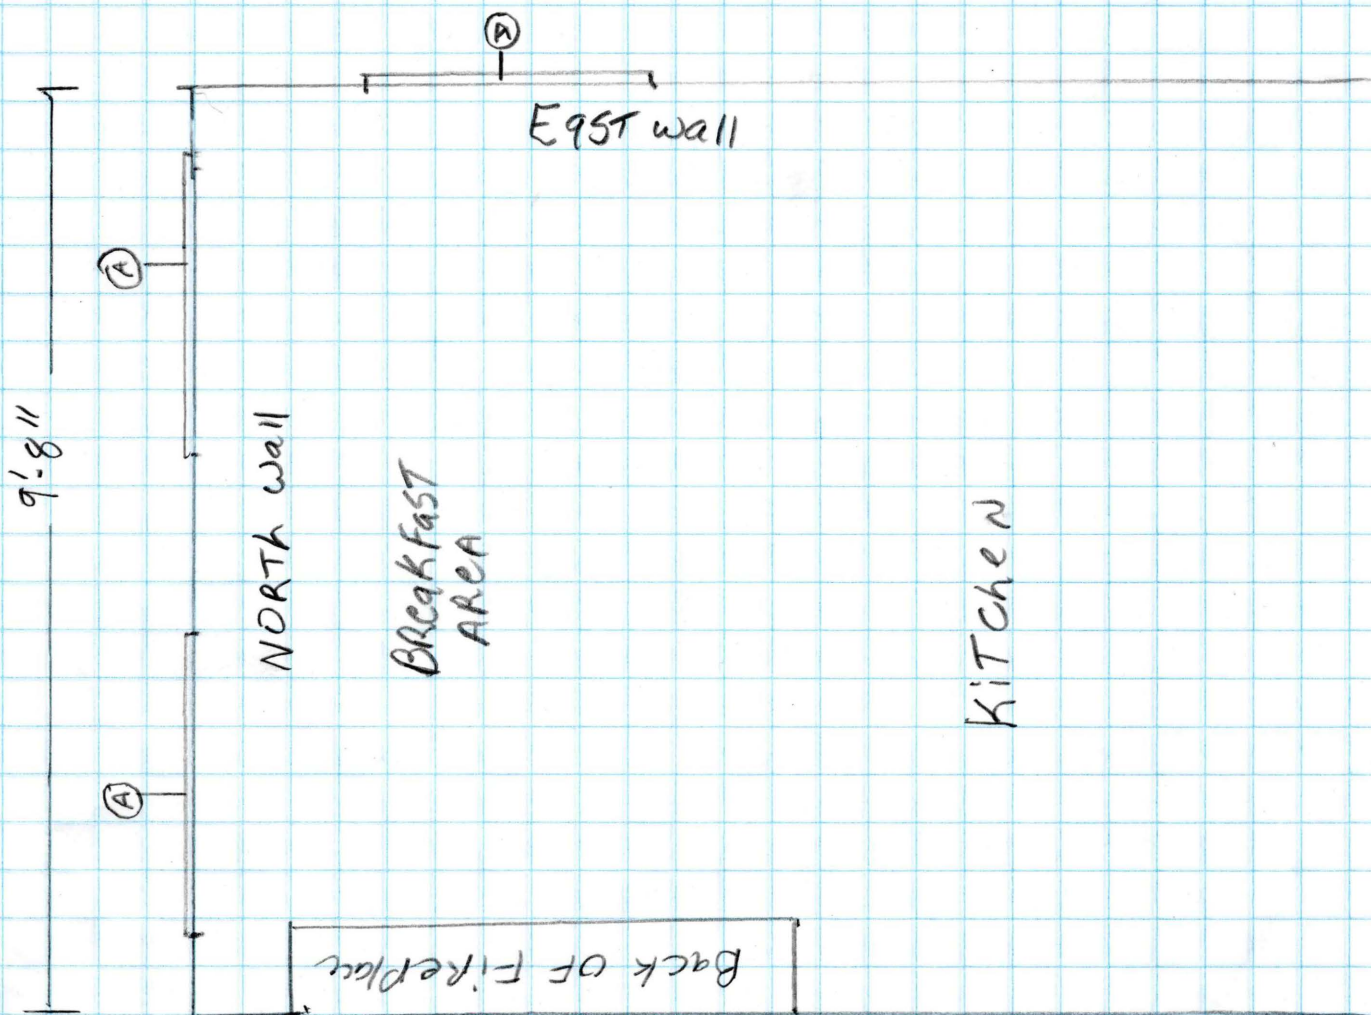 A
East wall
A
9'-8"
NORTh wall
BReakFasT
AReA
KiTcheN
A
Back OF FiRePlace